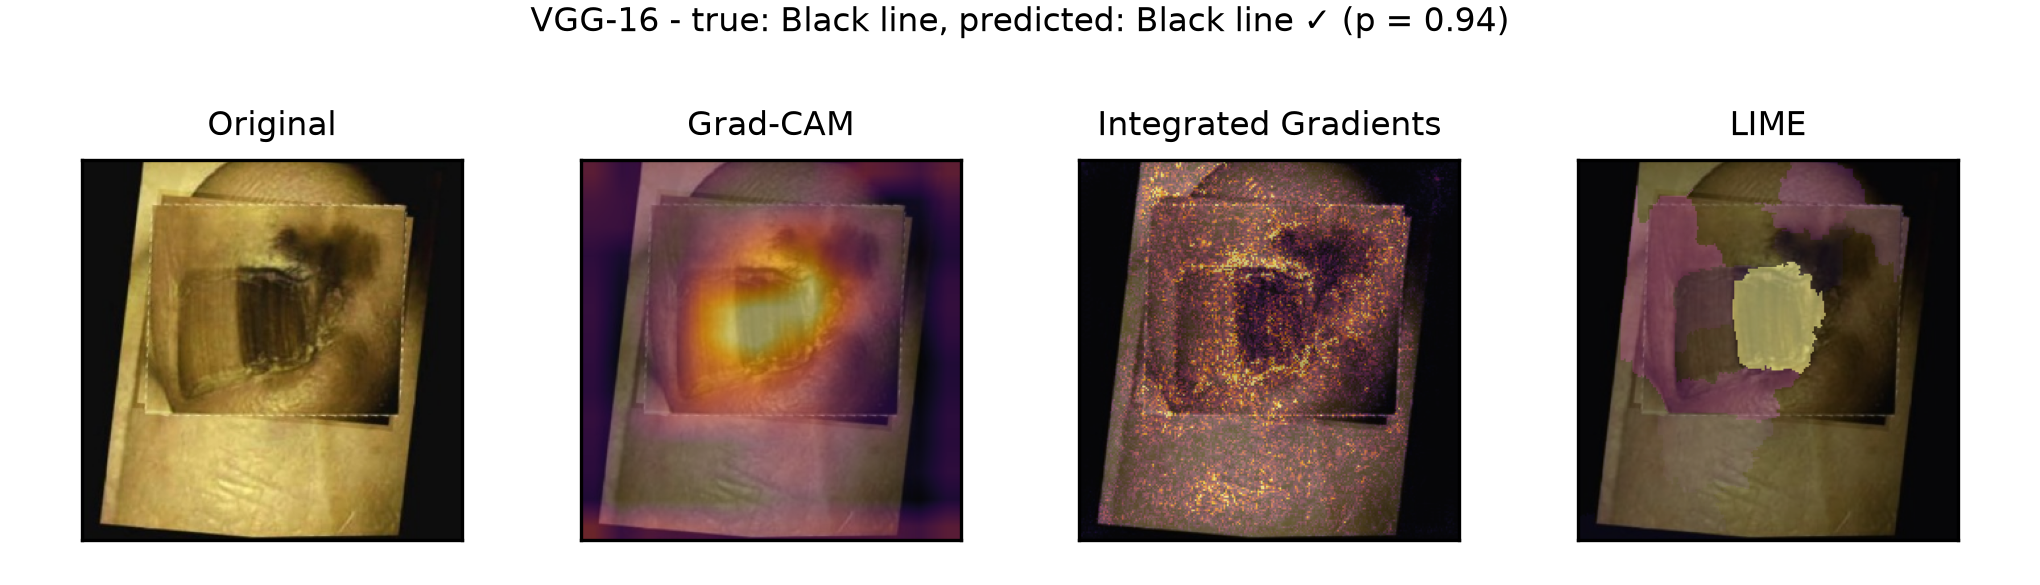 VGG-16 - true: Black line, predicted: Black line ✓ (p = 0.94)
Original
Grad-CAM
Integrated Gradients
LIME